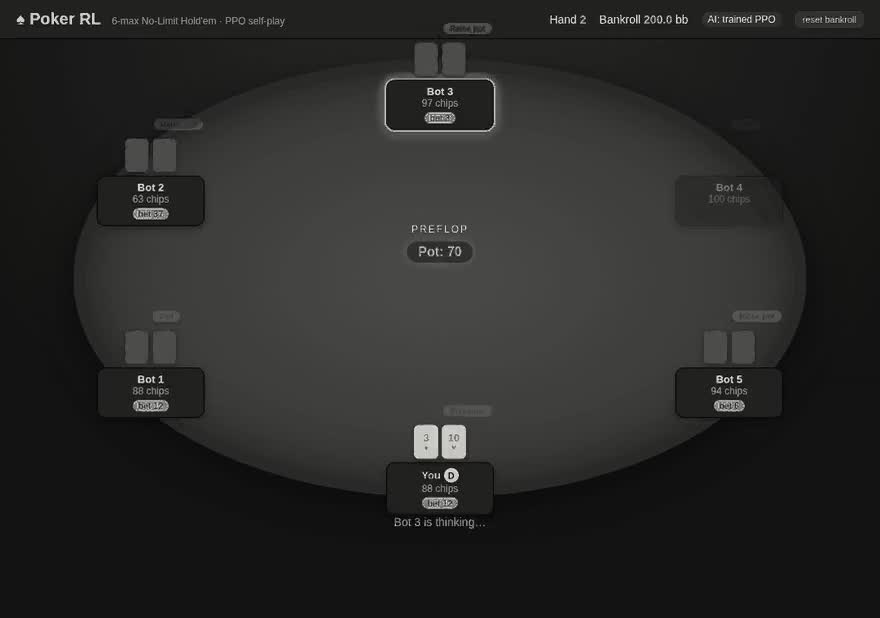 ♠ Poker RL 6-max No-Limit Hold'em · PPO self-play
Hand 2 Bankroll 200.0 bb AI: trained PPO reset bankroll
Raise pot
Bot 3
97 chips
bet 3
Bot 2
63 chips
bet 37
Bot 4
100 chips
PREFLOP
Pot: 70
Raise pot
Bot 1
88 chips
bet 12
Bot 5
94 chips
bet 6
3 10
You D
88 chips
bet 12
Bot 3 is thinking…